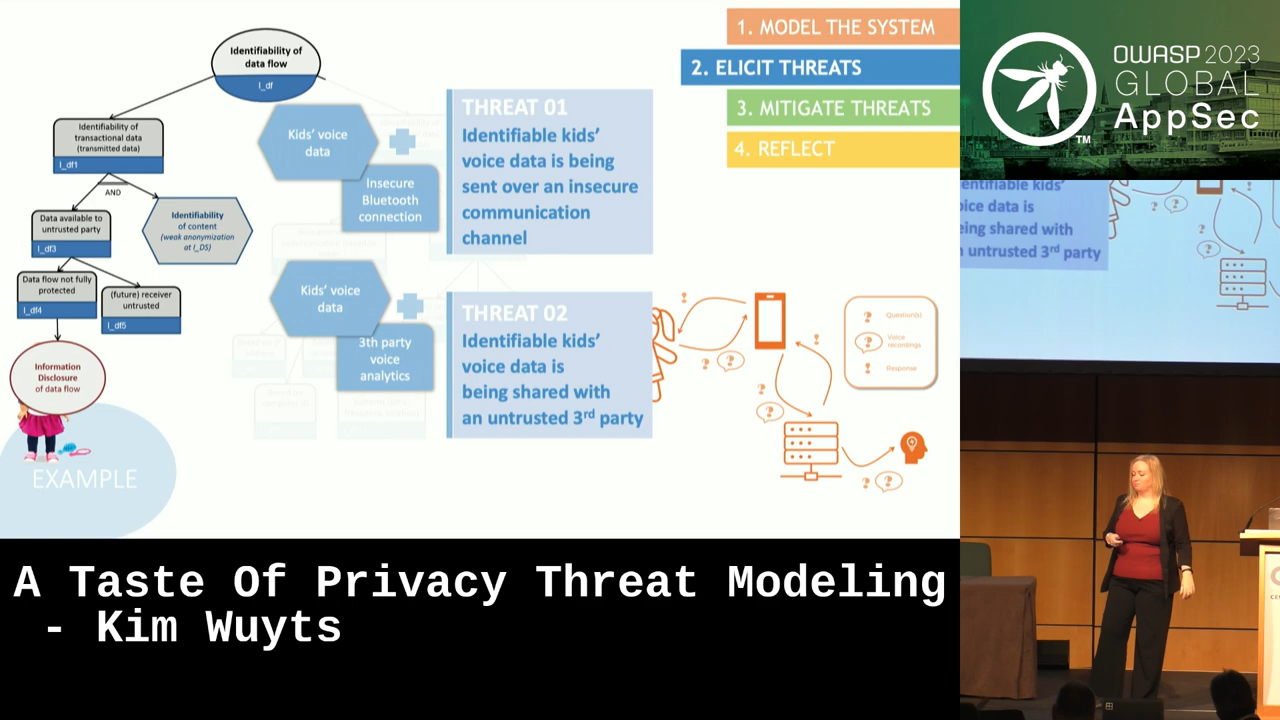 Identifiability of
data flow
I_df
Identifiability of
transactional data
(transmitted data)
I_df1
AND
Data available to
untrusted party
I_df3
Identifiability
of content
(weak anonymization
at I_DS)
Data flow not fully
protected
I_df4
(future) receiver
untrusted
I_df5
Information
Disclosure
of data flow
EXAMPLE
Kids' voice
data
Insecure
Bluetooth
connection
Kids' voice
data
3th party
voice
analytics
THREAT 01
Identifiable kids'
voice data is being
sent over an insecure
communication
channel
THREAT 02
Identifiable kids'
voice data is
being shared with
an untrusted 3rd party
1. MODEL THE SYSTEM
2. ELICIT THREATS
3. MITIGATE THREATS
4. REFLECT
? Question(s)
? Voice
recordings
! Response
OWASP 2023
GLOBAL
AppSec
TM
entifiable kids'
oice data is
eing shared with
n untrusted 3rd party
A Taste Of Privacy Threat Modeling
- Kim Wuyts